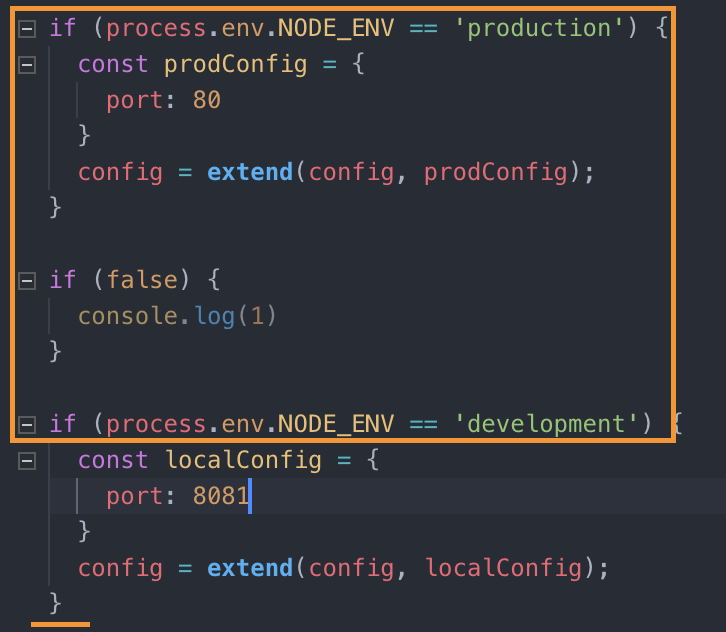 if (process.env.NODE_ENV == 'production') {
  const prodConfig = {
    port: 80
  }
  config = extend(config, prodConfig);
}

if (false) {
  console.log(1)
}

if (process.env.NODE_ENV == 'development') {
  const localConfig = {
    port: 8081
  }
  config = extend(config, localConfig);
}